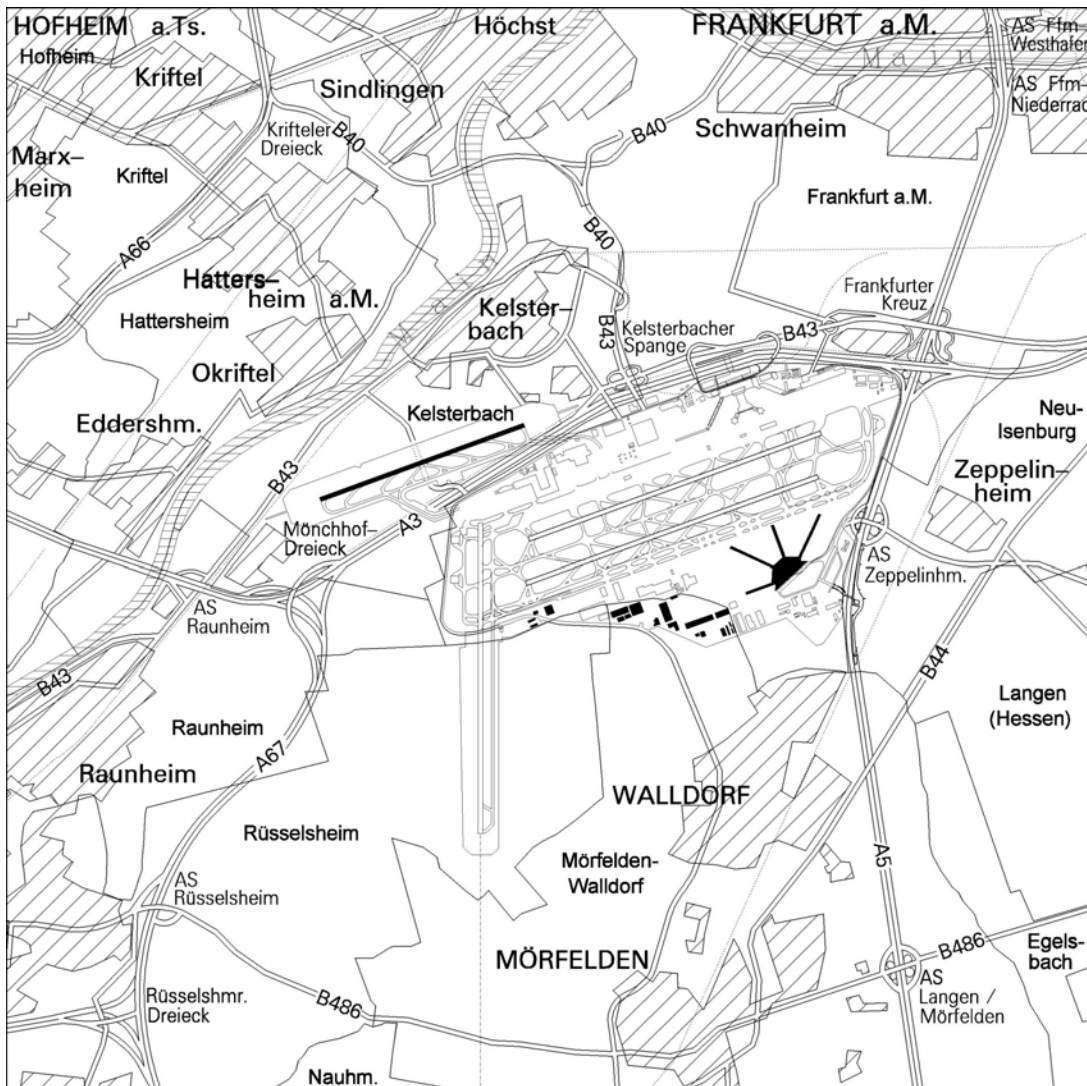 HOFHEIM a.Ts.
Höchst
FRANKFURT a.M.
AS Ffm
Westhafen
Hofheim
Kriftel
Sindlingen
Main
AS Ffm-
Niederrad
Krifteler
Dreieck
B40
B40
Schwanheim
Marx-
heim
Kriftel
Frankfurt a.M.
A66
B40
Hatters-
heim a.M.
Main
Hattersheim
Kelster-
bach
B43
Kelsterbacher
Spange
B43
Frankfurter
Kreuz
Okriftel
Eddershm.
Kelsterbach
Neu-
Isenburg
B43
Zeppelin-
heim
Mönchhof-
Dreieck
A3
AS
Zeppelinhm.
AS
Raunheim
B43
B44
Raunheim
A67
Langen
(Hessen)
Raunheim
WALLDORF
Rüsselsheim
Mörfelden-
Walldorf
A5
AS
Rüsselsheim
MÖRFELDEN
B486
Egels-
bach
AS
Langen /
Mörfelden
Rüsselshmr.
Dreieck
B486
Nauhm.